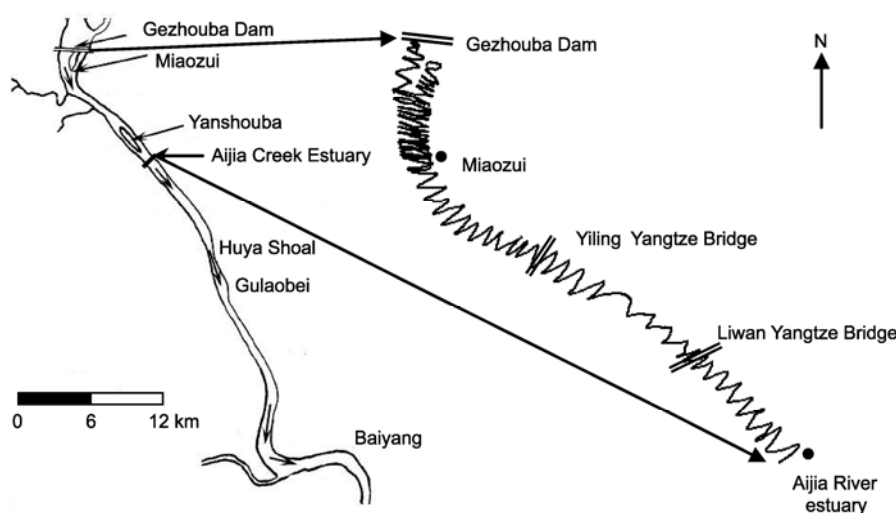 Gezhouba Dam
Miaozui
Yanshouba
Aijia Creek Estuary
Huya Shoal
Gulaobei
0 6 12 km
Baiyang
Gezhouba Dam
N
Miaozui
Yiling Yangtze Bridge
Liwan Yangtze Bridge
Aijia River
estuary